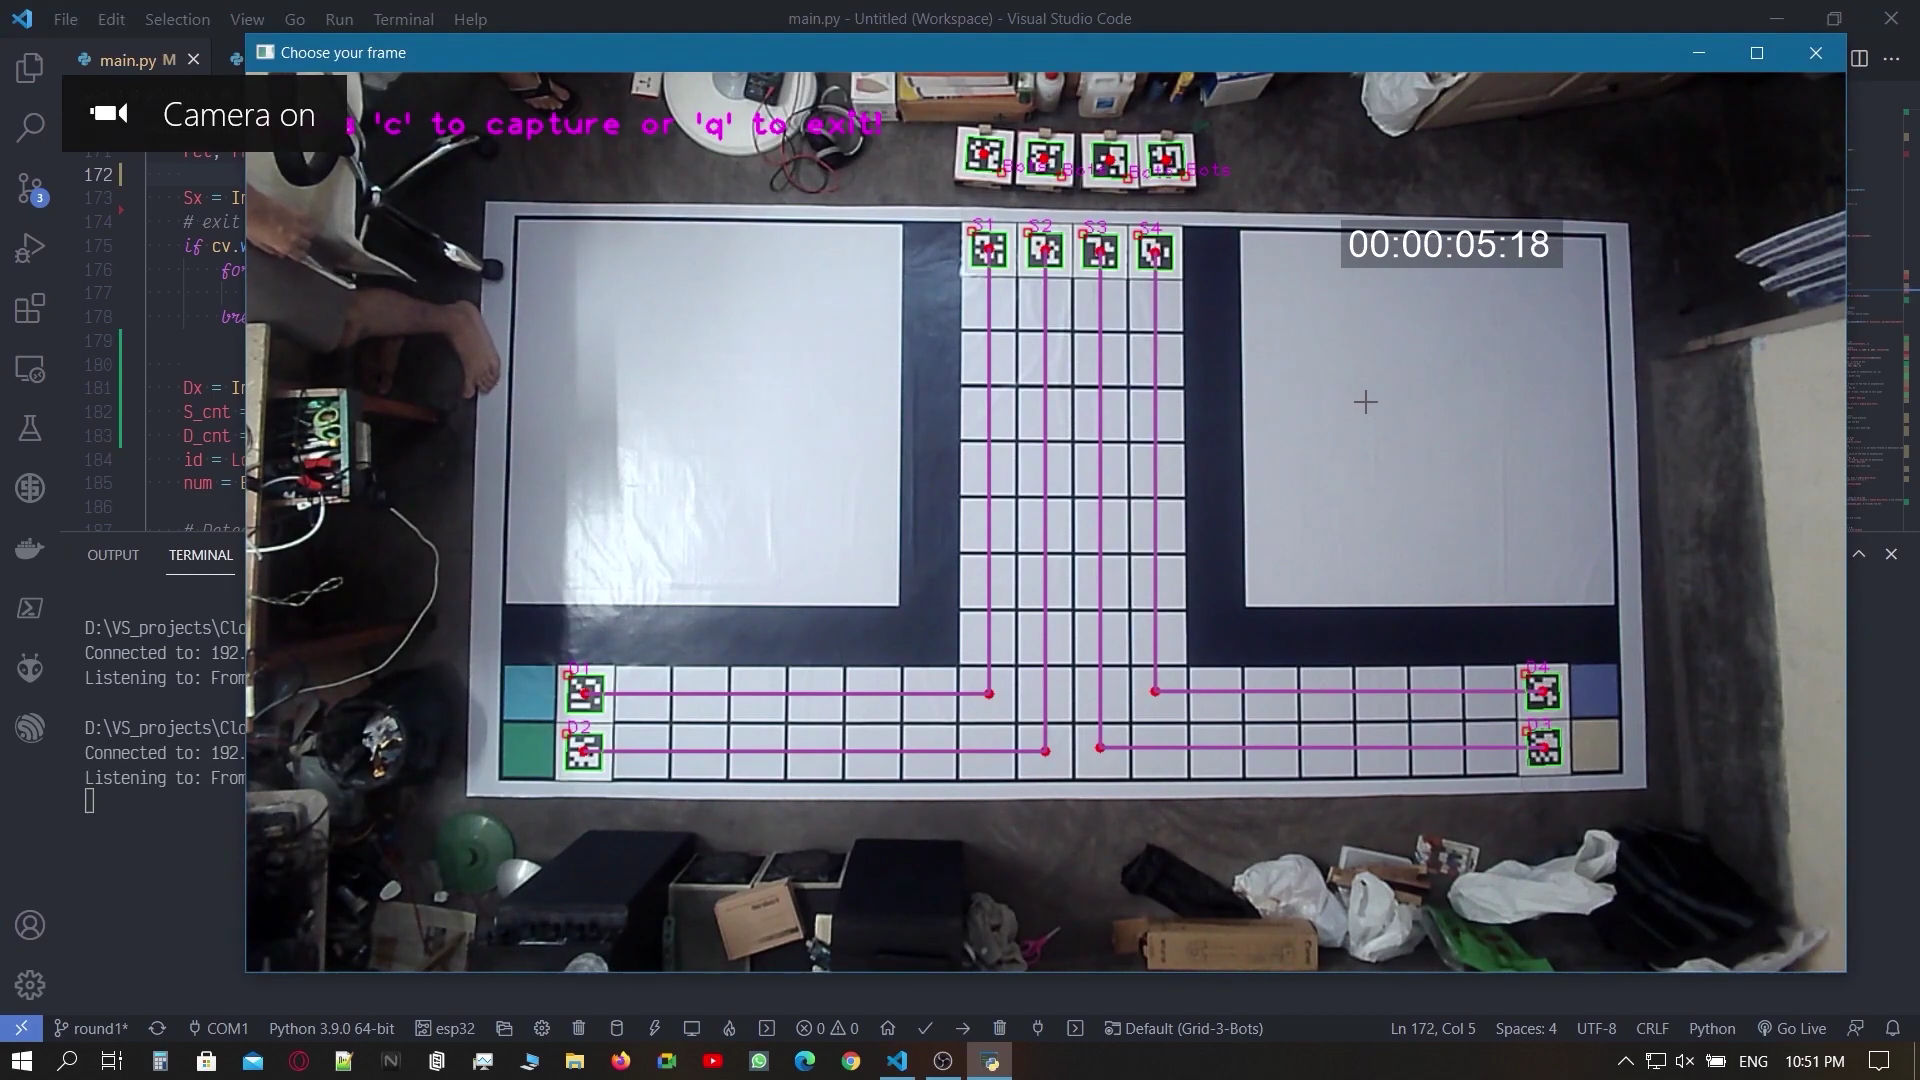 File Edit Selection View Go Run Terminal Help
main.py - Untitled (Workspace) - Visual Studio Code
main.py M
Choose your frame
Camera on
'c' to capture or 'q' to exit!
Bots
S1 S2 S3 S4
00:00:05:18
172
173 Sx = In
174 # exit
175 if cv.w
176 for
177
178 bre
179
180
181 Dx = In
182 S_cnt =
183 D_cnt =
184 id = Lo
185 num = B
186
OUTPUT TERMINAL
D:\VS_projects\Clo
Connected to: 192.
Listening to: From
D:\VS_projects\Clo
Connected to: 192.
Listening to: From
D1 D4
D2 D3
3
round1* COM1 Python 3.9.0 64-bit esp32 0 0 Default (Grid-3-Bots) Ln 172, Col 5 Spaces: 4 UTF-8 CRLF Python Go Live
ENG 10:51 PM